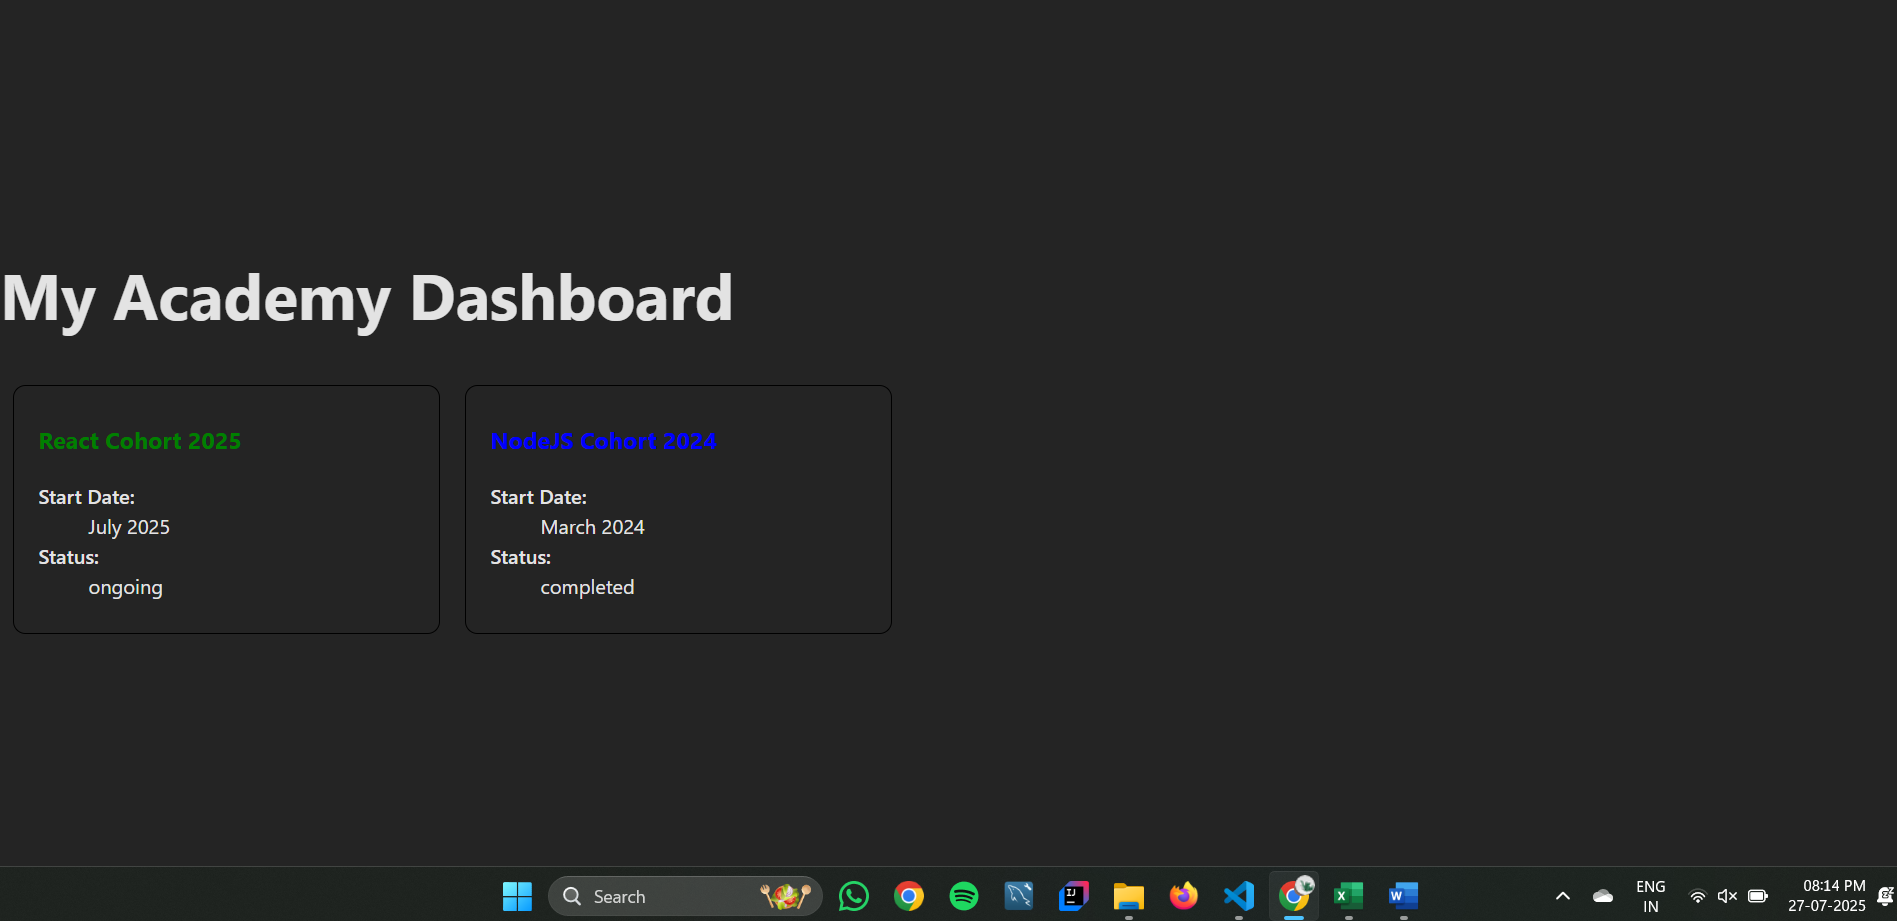 My Academy Dashboard
React Cohort 2025
Start Date:
July 2025
Status:
ongoing
NodeJS Cohort 2024
Start Date:
March 2024
Status:
completed
Search
ENG
IN
08:14 PM
27-07-2025